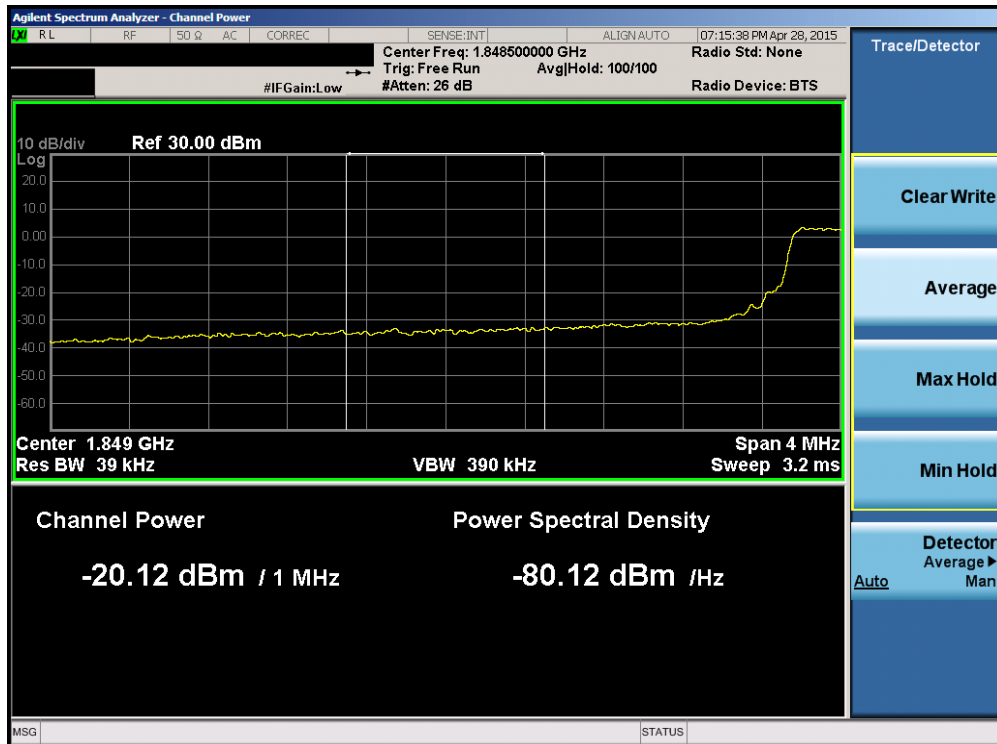 Agilent Spectrum Analyzer - Channel Power
LXI RL RF 50 Ω AC CORREC SENSE:INT ALIGN AUTO 07:15:38 PM Apr 28, 2015
Center Freq: 1.848500000 GHz Radio Std: None
Trig: Free Run Avg|Hold: 100/100
#IFGain:Low #Atten: 26 dB Radio Device: BTS
10 dB/div Ref 30.00 dBm
Log
20.0
10.0
0.00
-10.0
-20.0
-30.0
-40.0
-50.0
-60.0
Center 1.849 GHz Span 4 MHz
Res BW 39 kHz VBW 390 kHz Sweep 3.2 ms
Channel Power Power Spectral Density
-20.12 dBm / 1 MHz -80.12 dBm /Hz
MSG STATUS
Trace/Detector
Clear Write
Average
Max Hold
Min Hold
Detector
Average
Auto Man